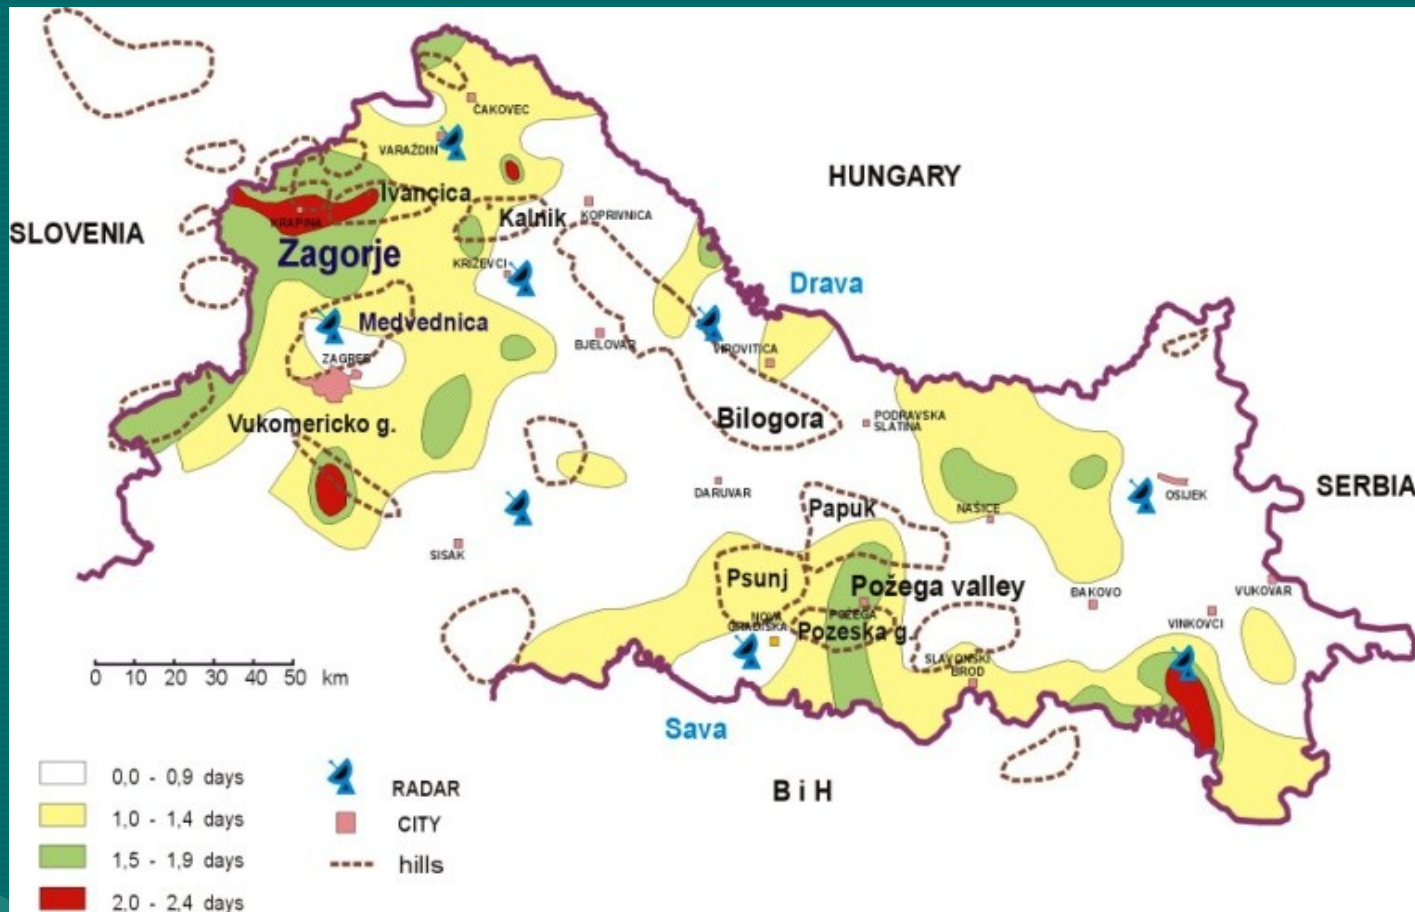 ČAKOVEC
VARAŽDIN
HUNGARY
Ivančica
KRAPINA
Kalnik
KOPRIVNICA
SLOVENIA
Zagorje
KRIŽEVCI
Drava
Medvednica
ZAGREB
BJELOVAR
VIROVITICA
Vukomericko g.
Bilogora
PODRAVSKA
SLATINA
DARUVAR
SERBIA
OSIJEK
Papuk
NAŠICE
SISAK
Psunj
Požega valley
ĐAKOVO
VUKOVAR
NOVA
GRADIŠKA
POŽEGA
Pozeska g.
VINKOVCI
SLAVONSKI
BROD
0 10 20 30 40 50 km
Sava
B i H
0,0 - 0,9 days
1,0 - 1,4 days
1,5 - 1,9 days
2,0 - 2,4 days
RADAR
CITY
hills